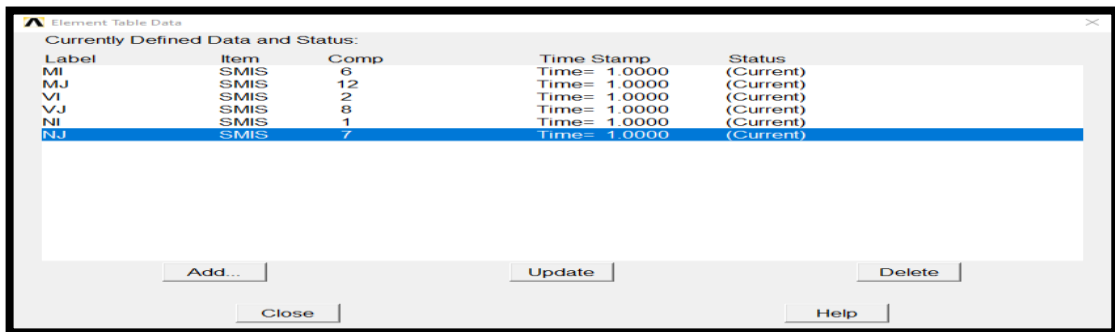 Element Table Data
Currently Defined Data and Status:
Label Item Comp Time Stamp Status
MI SMIS 6 Time= 1.0000 (Current)
MJ SMIS 12 Time= 1.0000 (Current)
VI SMIS 2 Time= 1.0000 (Current)
VJ SMIS 8 Time= 1.0000 (Current)
NI SMIS 1 Time= 1.0000 (Current)
NJ SMIS 7 Time= 1.0000 (Current)
Add... Update Delete
Close Help